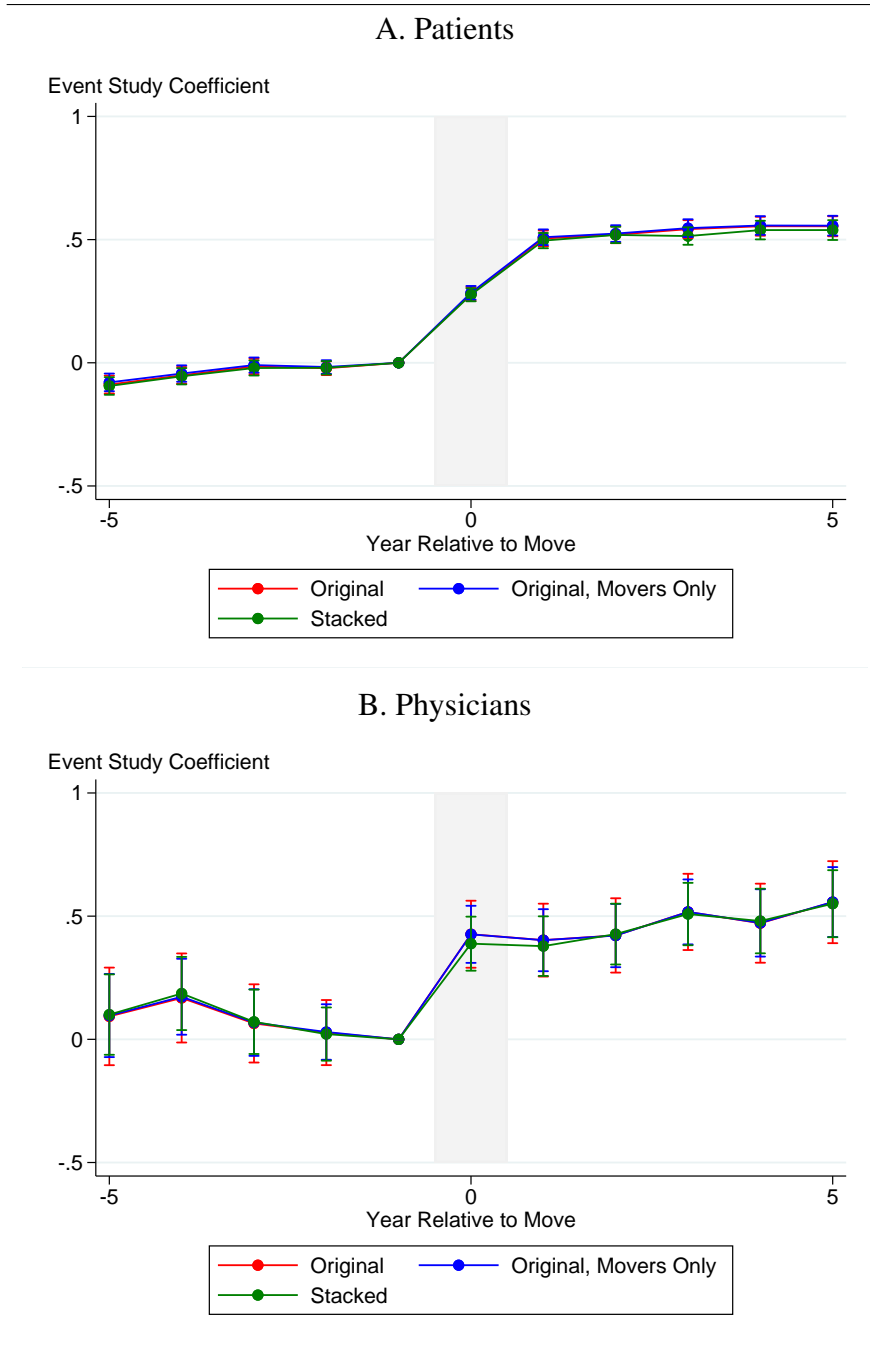 A. Patients
Event Study Coefficient
1
.5
0
-.5
-5 0 5
Year Relative to Move
Original Original, Movers Only
Stacked
B. Physicians
Event Study Coefficient
1
.5
0
-.5
-5 0 5
Year Relative to Move
Original Original, Movers Only
Stacked